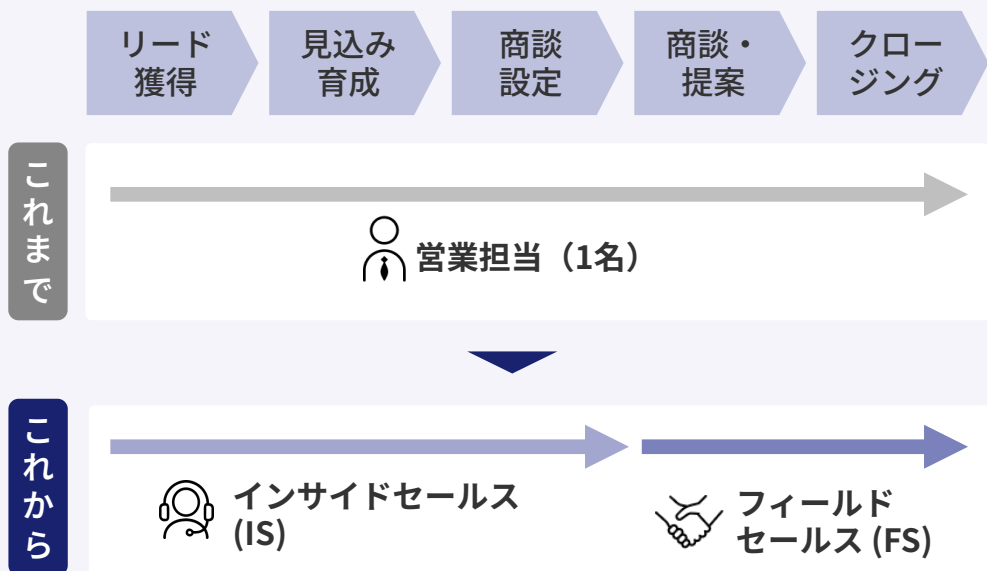 リード
獲得
見込み
育成
商談
設定
商談・
提案
クロー
ジング
これまで
営業担当（1名）
これから
インサイドセールス
(IS)
フィールド
セールス (FS)